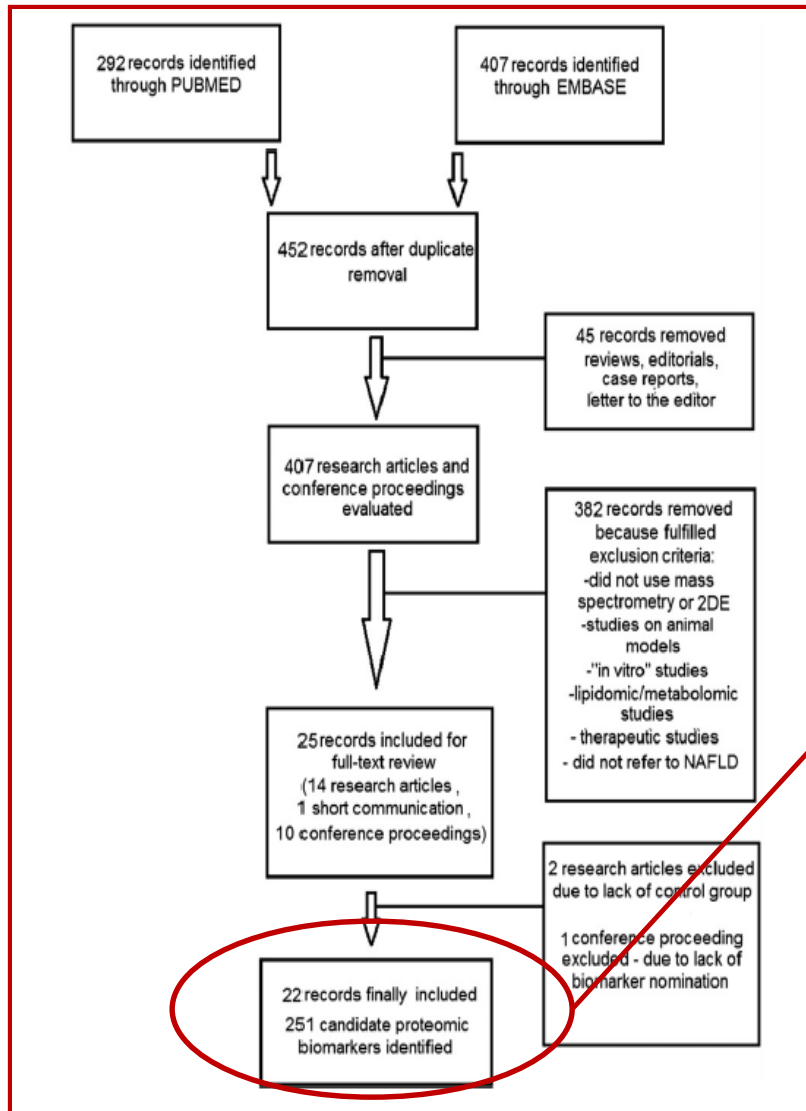 292 records identified
through PUBMED
407 records identified
through EMBASE
452 records after duplicate
removal
45 records removed
reviews, editorials,
case reports,
letter to the editor
407 research articles and
conference proceedings
evaluated
382 records removed
because fulfilled
exclusion criteria:
-did not use mass
spectrometry or 2DE
-studies on animal
models
-"in vitro" studies
-lipidomic/metabolomic
studies
- therapeutic studies
- did not refer to NAFLD
25 records included for
full-text review
(14 research articles ,
1 short communication ,
10 conference proceedings)
2 research articles excluded
due to lack of control group
1 conference proceeding
excluded - due to lack of
biomarker nomination
22 records finally included
251 candidate proteomic
biomarkers identified